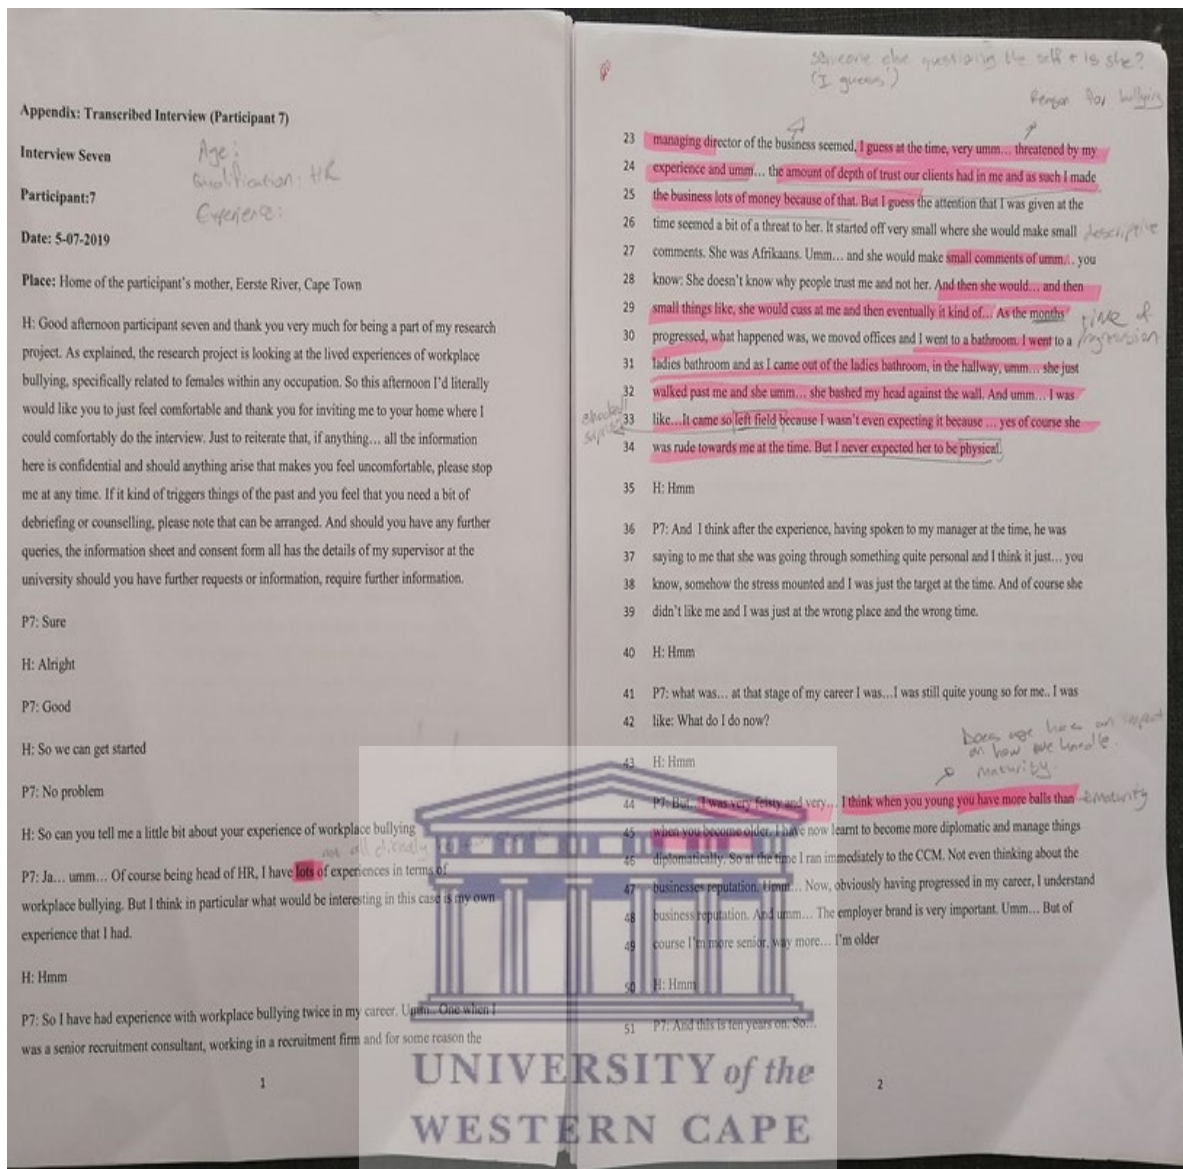 Appendix: Transcribed Interview (Participant 7)
Interview Seven
Age:
Qualification: HR
Participant:7
Experience:
Date: 5-07-2019
Place: Home of the participant's mother, Eerste River, Cape Town
H: Good afternoon participant seven and thank you very much for being a part of my research
project. As explained, the research project is looking at the lived experiences of workplace
bullying, specifically related to females within any occupation. So this afternoon I'd literally
would like you to just feel comfortable and thank you for inviting me to your home where I
could comfortably do the interview. Just to reiterate that, if anything… all the information
here is confidential and should anything arise that makes you feel uncomfortable, please stop
me at any time. If it kind of triggers things of the past and you feel that you need a bit of
debriefing or counselling, please note that can be arranged. And should you have any further
queries, the information sheet and consent form all has the details of my supervisor at the
university should you have further requests or information, require further information.
P7: Sure
H: Alright
P7: Good
H: So we can get started
P7: No problem
H: So can you tell me a little bit about your experience of workplace bullying
not all
P7: Ja… umm… Of course being head of HR, I have lots of experiences in terms of
workplace bullying. But I think in particular what would be interesting in this case is my own
experience that I had.
H: Hmm
P7: So I have had experience with workplace bullying twice in my career. Umm.. One when I
was a senior recruitment consultant, working in a recruitment firm and for some reason the
1
someone else questioning the self + Is she?
(I guess')
Reason for bullying
23 managing director of the business seemed, I guess at the time, very umm… threatened by my
24 experience and umm… the amount of depth of trust our clients had in me and as such I made
25 the business lots of money because of that. But I guess the attention that I was given at the
26 time seemed a bit of a threat to her. It started off very small where she would make small
descriptive
27 comments. She was Afrikaans. Umm… and she would make small comments of umm… you
28 know: She doesn't know why people trust me and not her. And then she would… and then
29 small things like, she would cuss at me and then eventually it kind of… As the months
time of
progression
30 progressed, what happened was, we moved offices and I went to a bathroom. I went to a
31 ladies bathroom and as I came out of the ladies bathroom, in the hallway, umm… she just
32 walked past me and she umm… she bashed my head against the wall. And umm… I was
shocked
33 like…It came so left field because I wasn't even expecting it because … yes of course she
34 was rude towards me at the time. But I never expected her to be physical.
35 H: Hmm
36 P7: And I think after the experience, having spoken to my manager at the time, he was
37 saying to me that she was going through something quite personal and I think it just… you
38 know, somehow the stress mounted and I was just the target at the time. And of course she
39 didn't like me and I was just at the wrong place and the wrong time.
40 H: Hmm
41 P7: what was… at that stage of my career I was…I was still quite young so for me.. I was
42 like: What do I do now?
Does age have an impact
on how we handle.
maturity.
43 H: Hmm
44 P7: But.. I was very feisty and very… I think when you young you have more balls than
maturity
45 when you become older. I have now learnt to become more diplomatic and manage things
46 diplomatically. So at the time I ran immediately to the CCM. Not even thinking about the
47 businesses reputation. Umm… Now, obviously having progressed in my career, I understand
48 business reputation. And umm… The employer brand is very important. Umm… But of
49 course I'm more senior, way more… I'm older
50 H: Hmm
51 P7: And this is ten years on. So…
2
UNIVERSITY of the
WESTERN CAPE